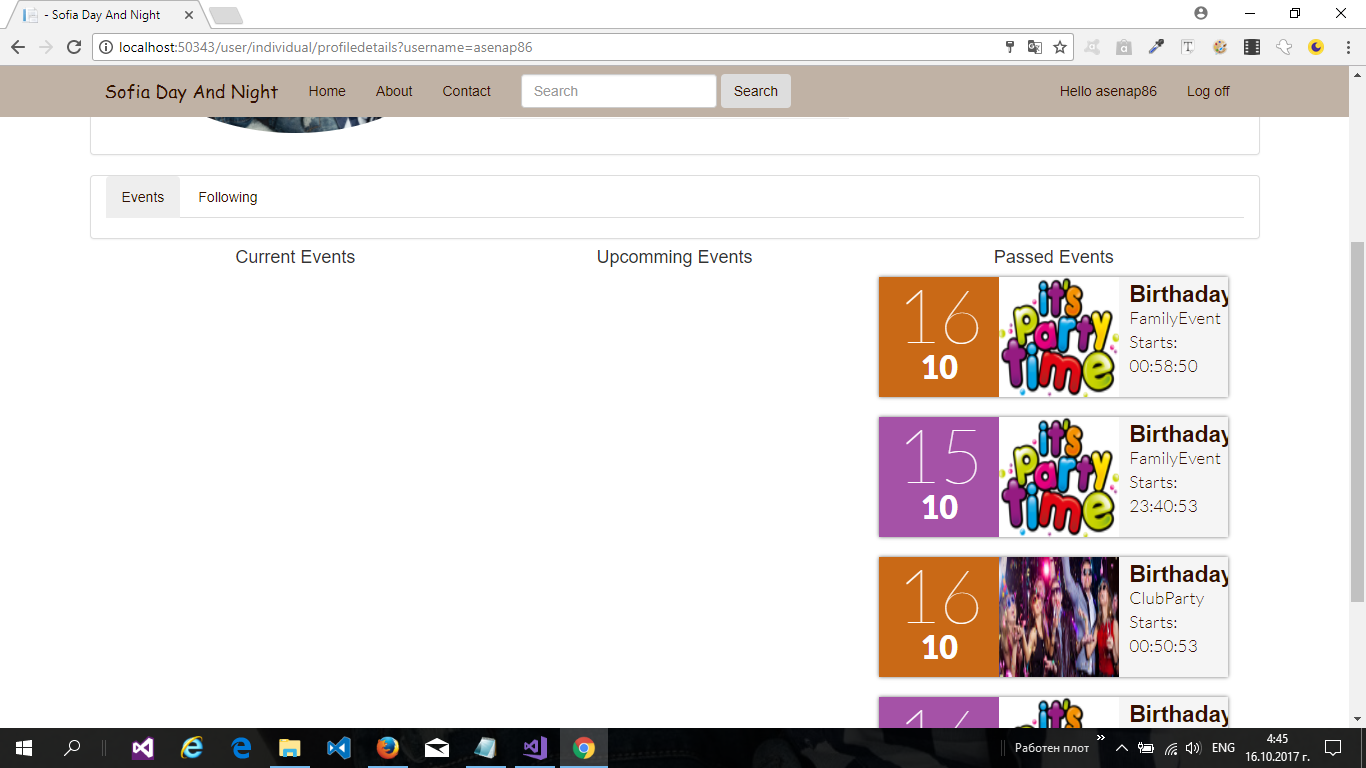 - Sofia Day And Night
localhost:50343/user/individual/profiledetails?username=asenap86
Sofia Day And Night Home About Contact Search Search Hello asenap86 Log off
Events Following
Current Events Upcomming Events Passed Events
16
10
it's
Party
time
Birthaday
FamilyEvent
Starts:
00:58:50
15
10
it's
Party
time
Birthaday
FamilyEvent
Starts:
23:40:53
16
10
Birthaday
ClubParty
Starts:
00:50:53
Birthaday
Работен плот
ENG
4:45
16.10.2017 г.